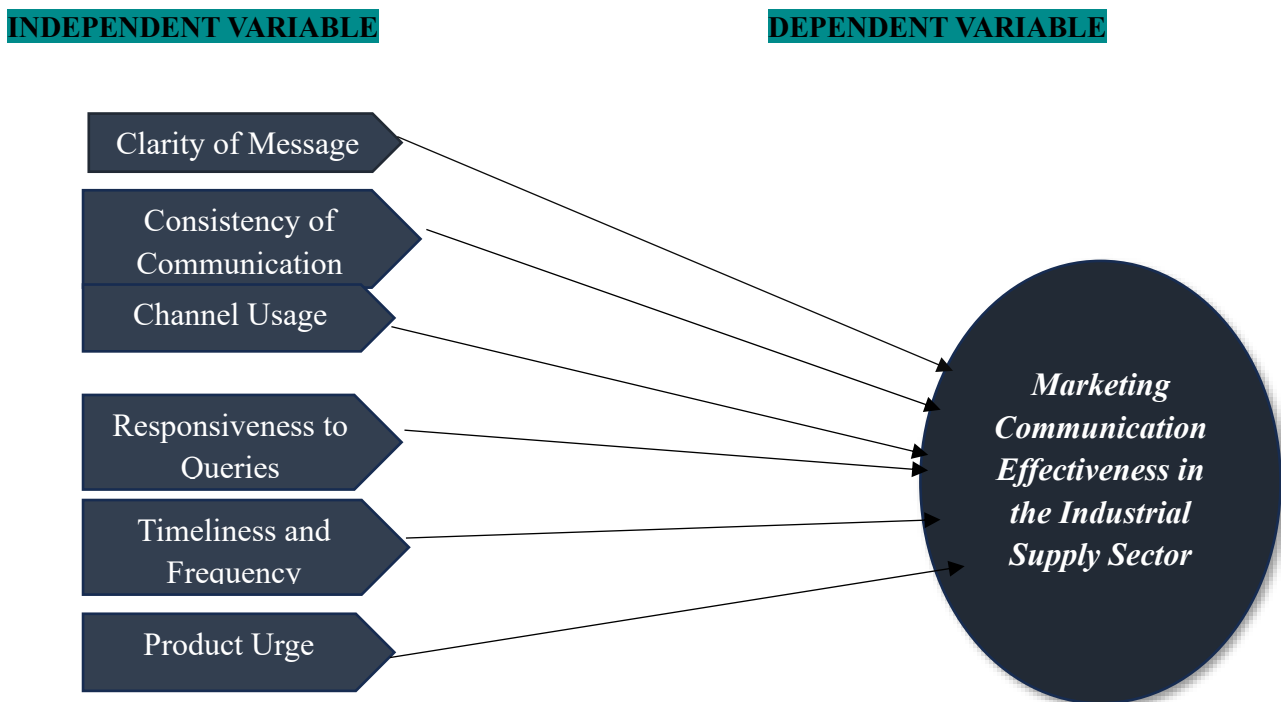 INDEPENDENT VARIABLE
DEPENDENT VARIABLE
Clarity of Message
Consistency of
Communication
Channel Usage
Responsiveness to
Queries
Timeliness and
Frequency
Product Urge
Marketing
Communication
Effectiveness in
the Industrial
Supply Sector